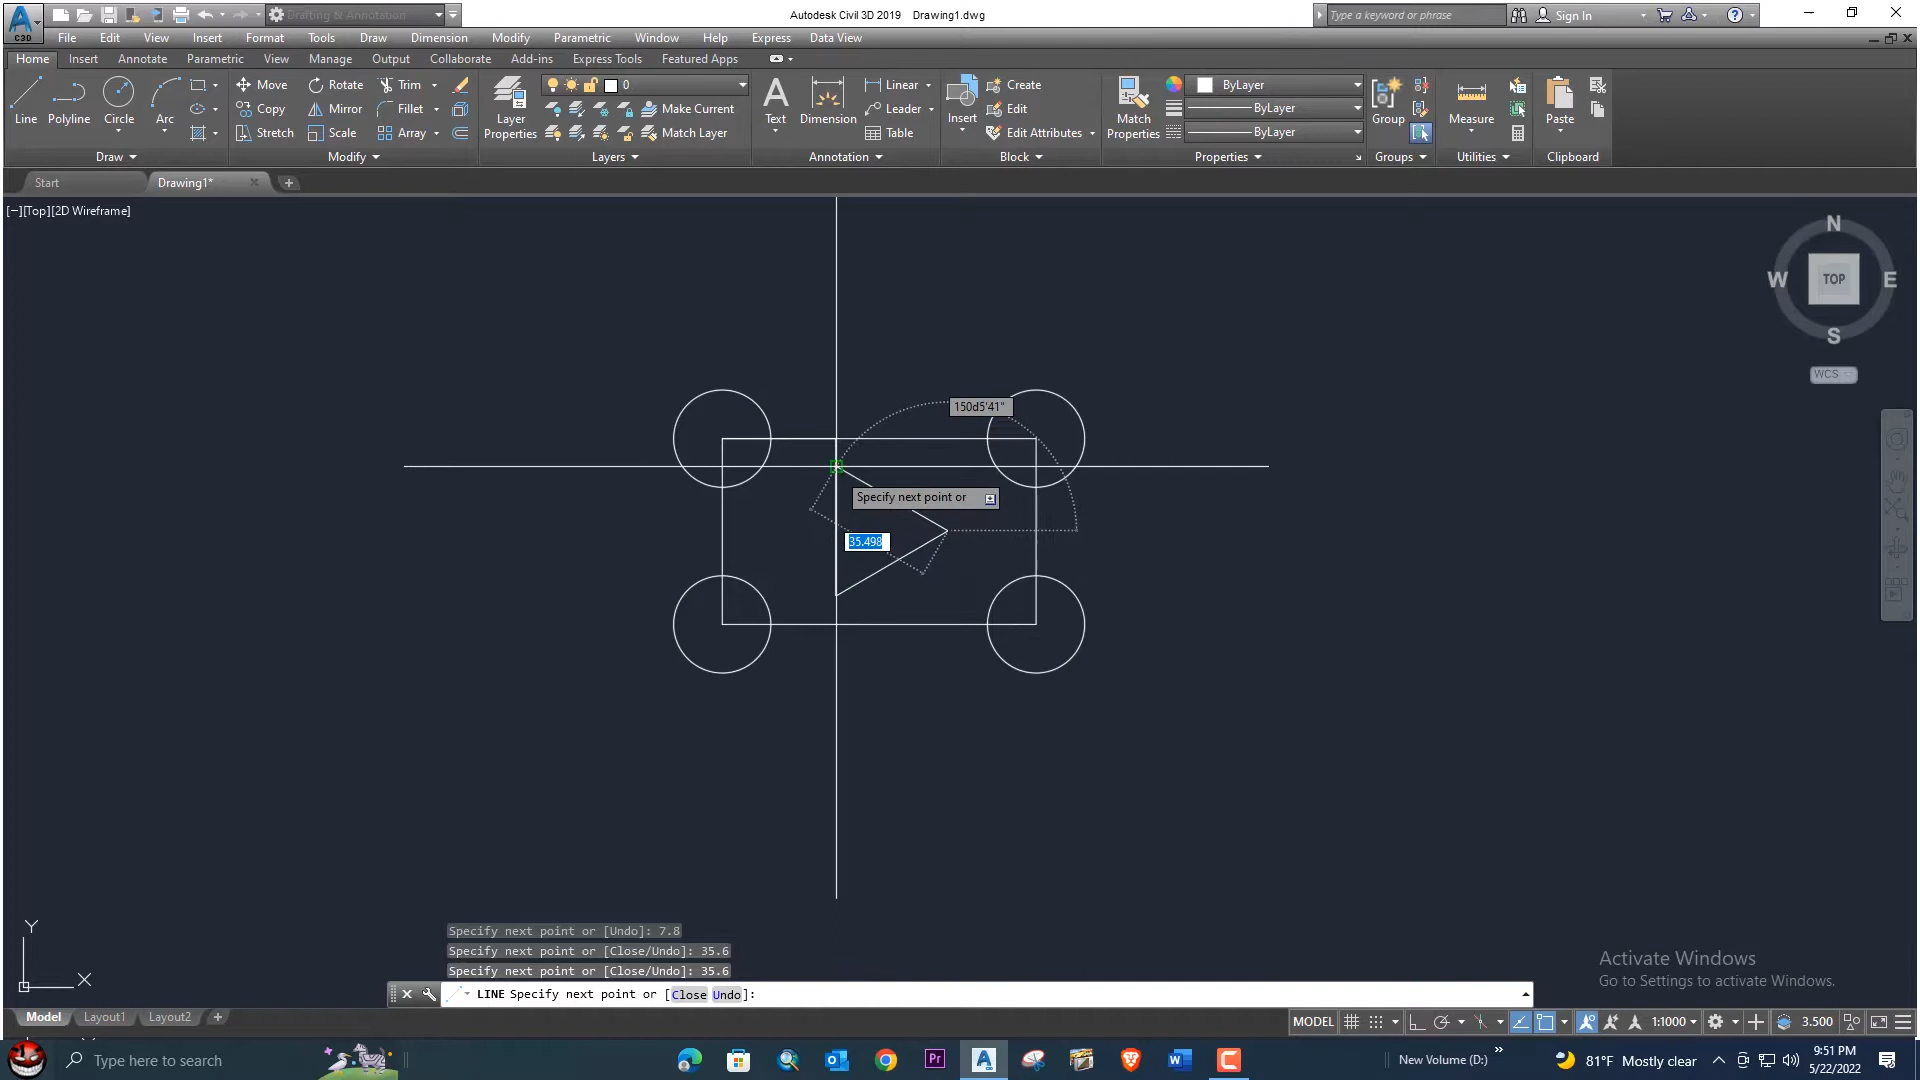 Drafting & Annotation
Autodesk Civil 3D 2019 Drawing1.dwg
Type a keyword or phrase
Sign In
C3D
File Edit View Insert Format Tools Draw Dimension Modify Parametric Window Help Express Data View
Home Insert Annotate Parametric View Manage Output Collaborate Add-ins Express Tools Featured Apps
Line Polyline Circle Arc
Move Rotate Trim
Copy Mirror Fillet
Stretch Scale Array
Layer Properties
0
Make Current
Match Layer
Text Dimension
Linear
Leader
Table
Insert
Create
Edit
Edit Attributes
Match Properties
ByLayer
ByLayer
ByLayer
Group
Measure
Paste
Draw Modify Layers Annotation Block Properties Groups Utilities Clipboard
Start Drawing1*
[−][Top][2D Wireframe]
N
W TOP E
S
WCS
150d5'41"
Specify next point or
35.498
Y
X
Specify next point or [Undo]: 7.8
Specify next point or [Close/Undo]: 35.6
Specify next point or [Close/Undo]: 35.6
LINE Specify next point or [Close Undo]:
Activate Windows
Go to Settings to activate Windows.
Model Layout1 Layout2
MODEL 1:1000 3.500
Type here to search
Pr
New Volume (D:)
81°F Mostly clear
9:51 PM
5/22/2022